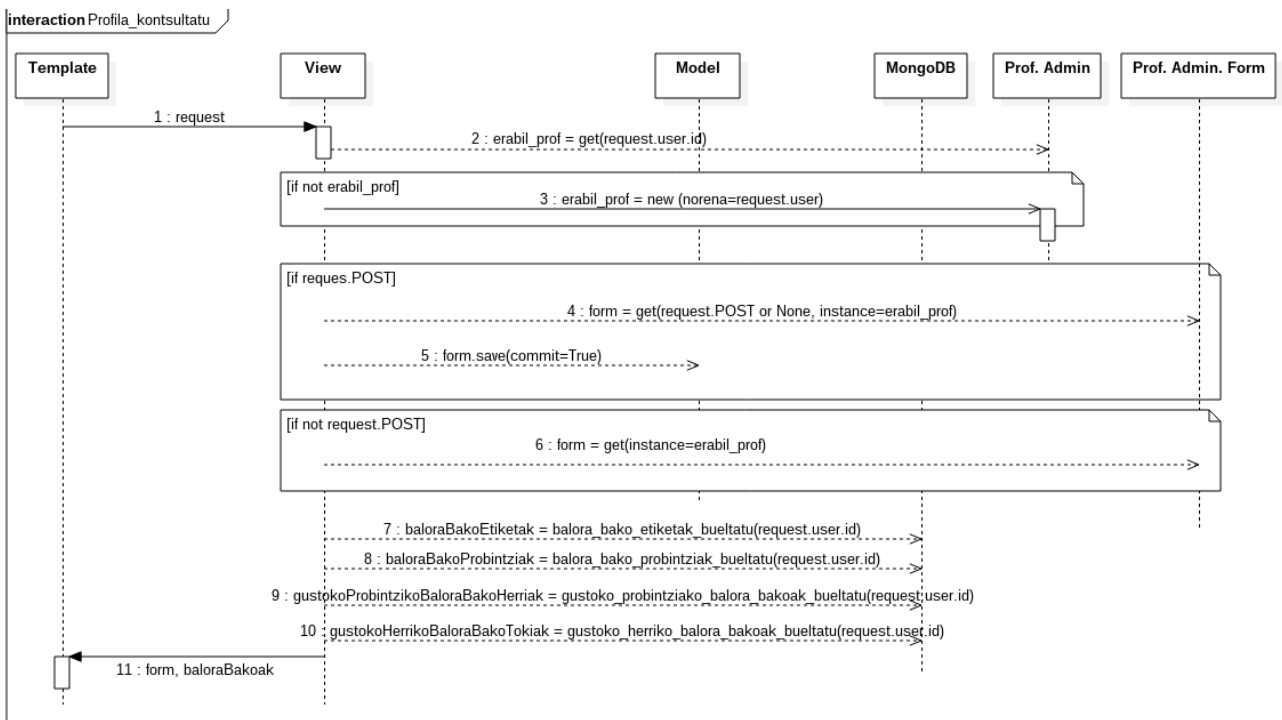 interaction Profila_kontsultatu
Template
View
Model
MongoDB
Prof. Admin
Prof. Admin. Form
1 : request
2 : erabil_prof = get(request.user.id)
[if not erabil_prof]
3 : erabil_prof = new (norena=request.user)
[if reques.POST]
4 : form = get(request.POST or None, instance=erabil_prof)
5 : form.save(commit=True)
[if not request.POST]
6 : form = get(instance=erabil_prof)
7 : baloraBakoEtiketak = balora_bako_etiketak_bueltatu(request.user.id)
8 : baloraBakoProbintziak = balora_bako_probintziak_bueltatu(request.user.id)
9 : gustokoProbintzikoBaloraBakoHerriak = gustoko_probintziako_balora_bakoak_bueltatu(request.user.id)
10 : gustokoHerrikoBaloraBakoTokiak = gustoko_herriko_balora_bakoak_bueltatu(request.user.id)
11 : form, baloraBakoak